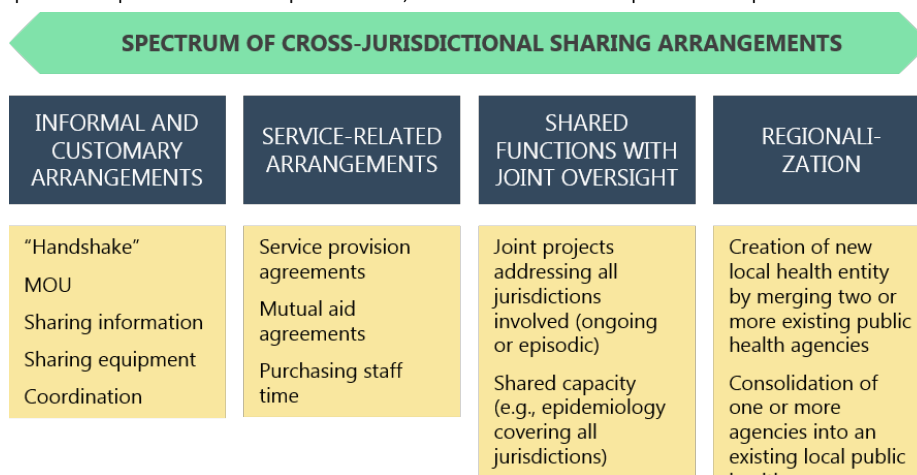 SPECTRUM OF CROSS-JURISDICTIONAL SHARING ARRANGEMENTS
INFORMAL AND
CUSTOMARY
ARRANGEMENTS
SERVICE-RELATED
ARRANGEMENTS
SHARED
FUNCTIONS WITH
JOINT OVERSIGHT
REGIONALI-
ZATION
“Handshake”
MOU
Sharing information
Sharing equipment
Coordination
Service provision
agreements
Mutual aid
agreements
Purchasing staff
time
Joint projects
addressing all
jurisdictions
involved (ongoing
or episodic)
Shared capacity
(e.g., epidemiology
covering all
jurisdictions)
Creation of new
local health entity
by merging two or
more existing public
health agencies
Consolidation of
one or more
agencies into an
existing local public